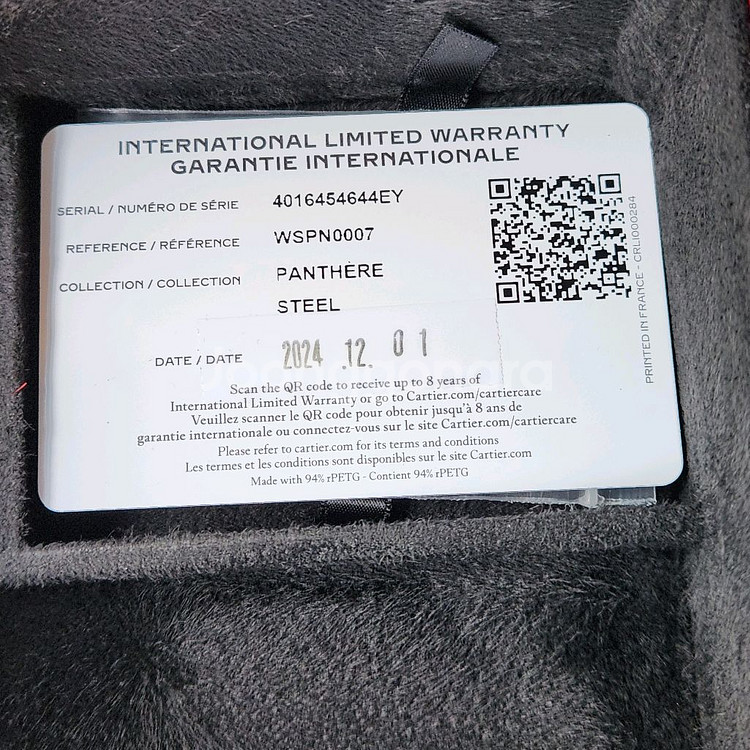 INTERNATIONAL LIMITED WARRANTY
GARANTIE INTERNATIONALE
SERIAL / NUMÉRO DE SÉRIE 4016454644EY
REFERENCE / RÉFÉRENCE WSPN0007
COLLECTION / COLLECTION PANTHÈRE
STEEL
DATE / DATE 2024 .12. 01
Scan the QR code to receive up to 8 years of
International Limited Warranty or go to Cartier.com/cartiercare
Veuillez scanner le QR code pour obtenir jusqu'à 8 ans de
garantie internationale ou connectez-vous sur le site Cartier.com/cartiercare
Please refer to cartier.com for its terms and conditions
Les termes et les conditions sont disponibles sur le site Cartier.com
Made with 94% rPETG - Contient 94% rPETG
PRINTED IN FRANCE - CRLI000284